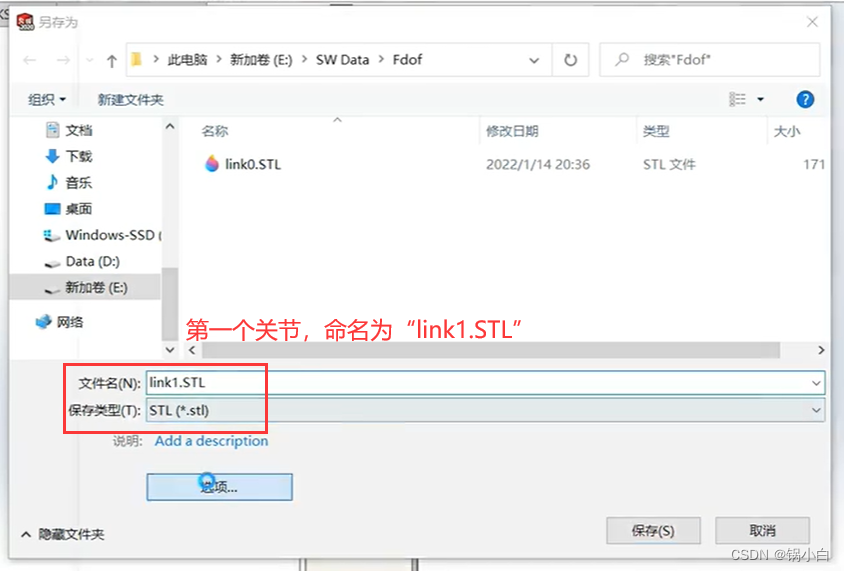 另存为
此电脑 > 新加卷 (E:) > SW Data > Fdof
搜索"Fdof"
组织 新建文件夹
名称 修改日期 类型 大小
文档
下载
link0.STL 2022/1/14 20:36 STL 文件 171
音乐
桌面
Windows-SSD (
Data (D:)
新加卷 (E:)
网络
第一个关节，命名为“link1.STL”
文件名(N): link1.STL
保存类型(T): STL (*.stl)
说明: Add a description
选项...
隐藏文件夹
保存(S) 取消
CSDN @锅小白